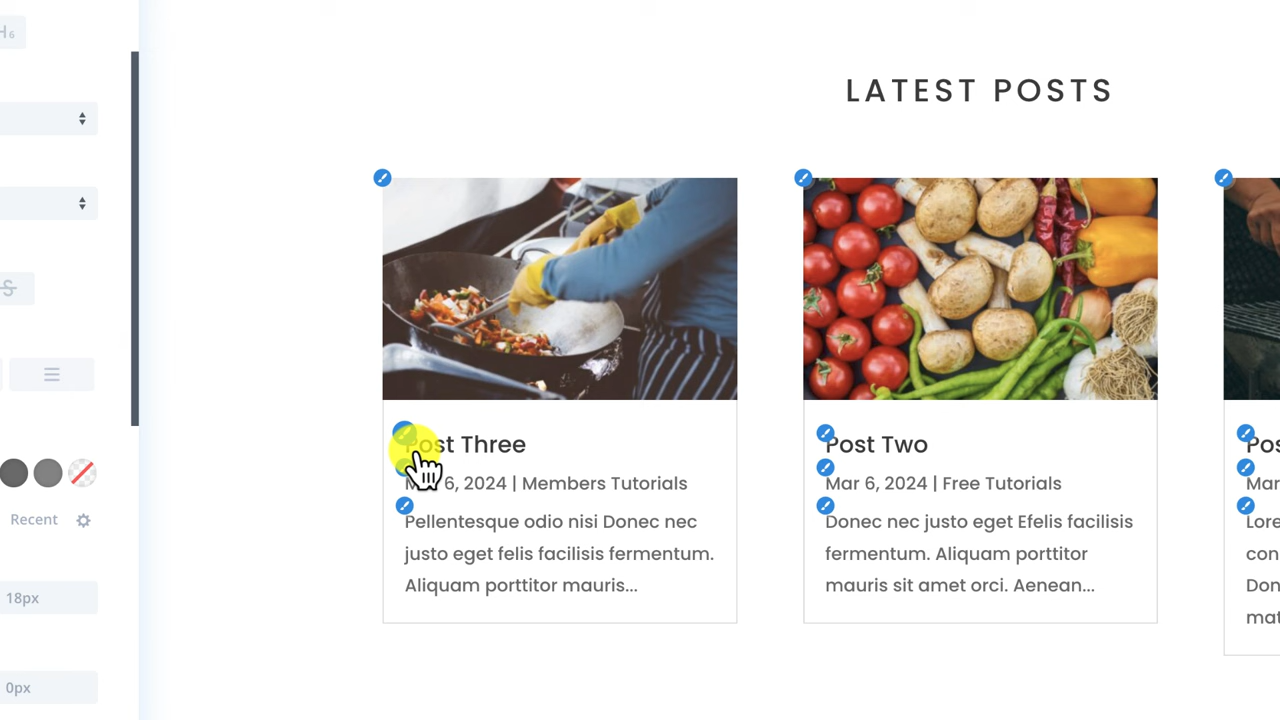 H6
Recent
18px
0px
LATEST POSTS
Post Three
6, 2024 | Members Tutorials
Pellentesque odio nisi Donec nec
justo eget felis facilisis fermentum.
Aliquam porttitor mauris...
Post Two
Mar 6, 2024 | Free Tutorials
Donec nec justo eget Efelis facilisis
fermentum. Aliquam porttitor
mauris sit amet orci. Aenean...
Pos
Mar
Lore
con
Don
mat